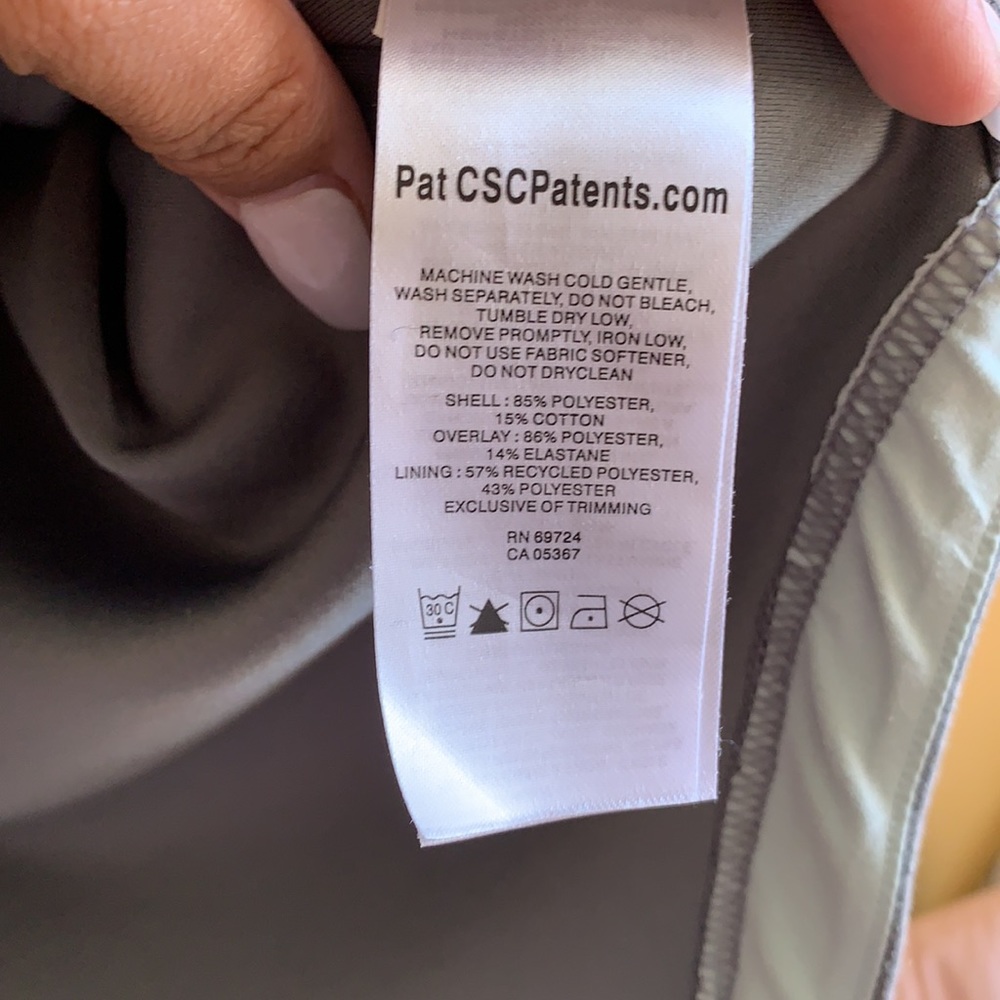 Pat CSCPatents.com
MACHINE WASH COLD GENTLE,
WASH SEPARATELY, DO NOT BLEACH,
TUMBLE DRY LOW,
REMOVE PROMPTLY, IRON LOW,
DO NOT USE FABRIC SOFTENER,
DO NOT DRYCLEAN
SHELL : 85% POLYESTER,
15% COTTON
OVERLAY : 86% POLYESTER,
14% ELASTANE
LINING : 57% RECYCLED POLYESTER,
43% POLYESTER
EXCLUSIVE OF TRIMMING
RN 69724
CA 05367
30 C